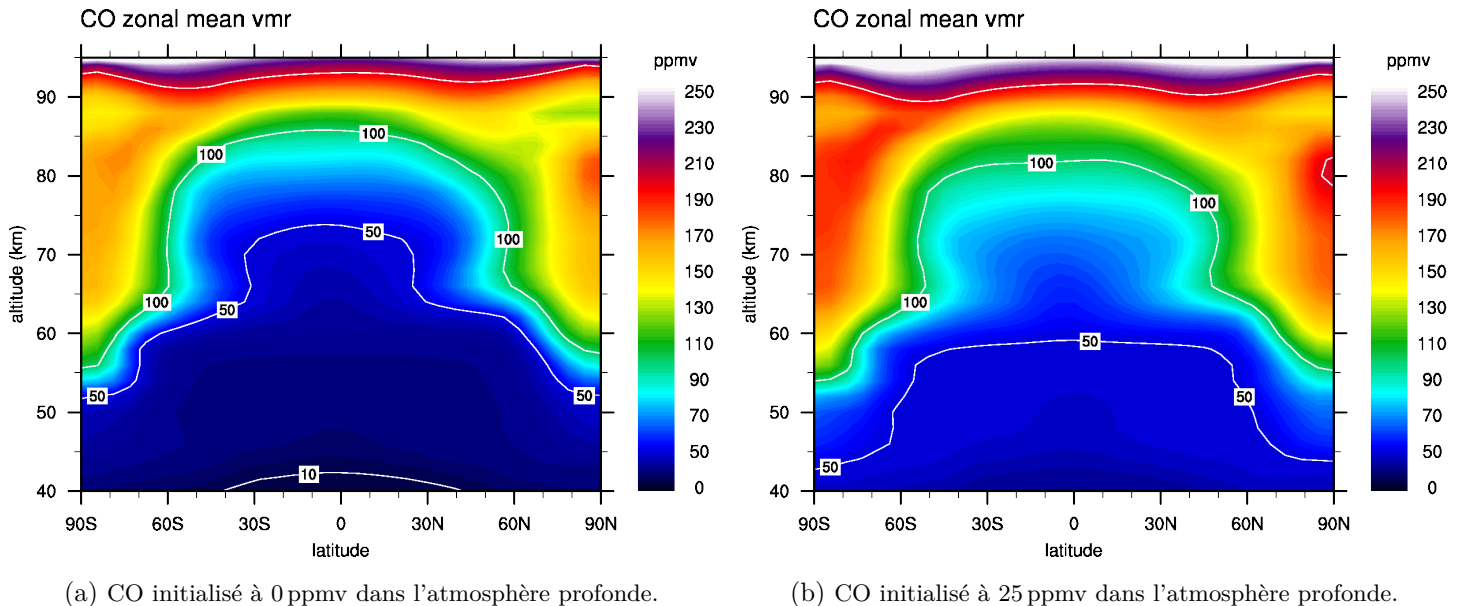 CO zonal mean vmr
ppmv
250
230
210
190
170
150
130
110
90
70
50
0
90
80
70
60
50
40
altitude (km)
100
100
100
100
50
50
50
50
10
90S
60S
30S
0
30N
60N
90N
latitude
(a) CO initialisé à 0 ppmv dans l'atmosphère profonde.
CO zonal mean vmr
ppmv
250
230
210
190
170
150
130
110
90
70
50
0
90
80
70
60
50
40
altitude (km)
100
100
100
50
50
50
90S
60S
30S
0
30N
60N
90N
latitude
(b) CO initialisé à 25 ppmv dans l'atmosphère profonde.